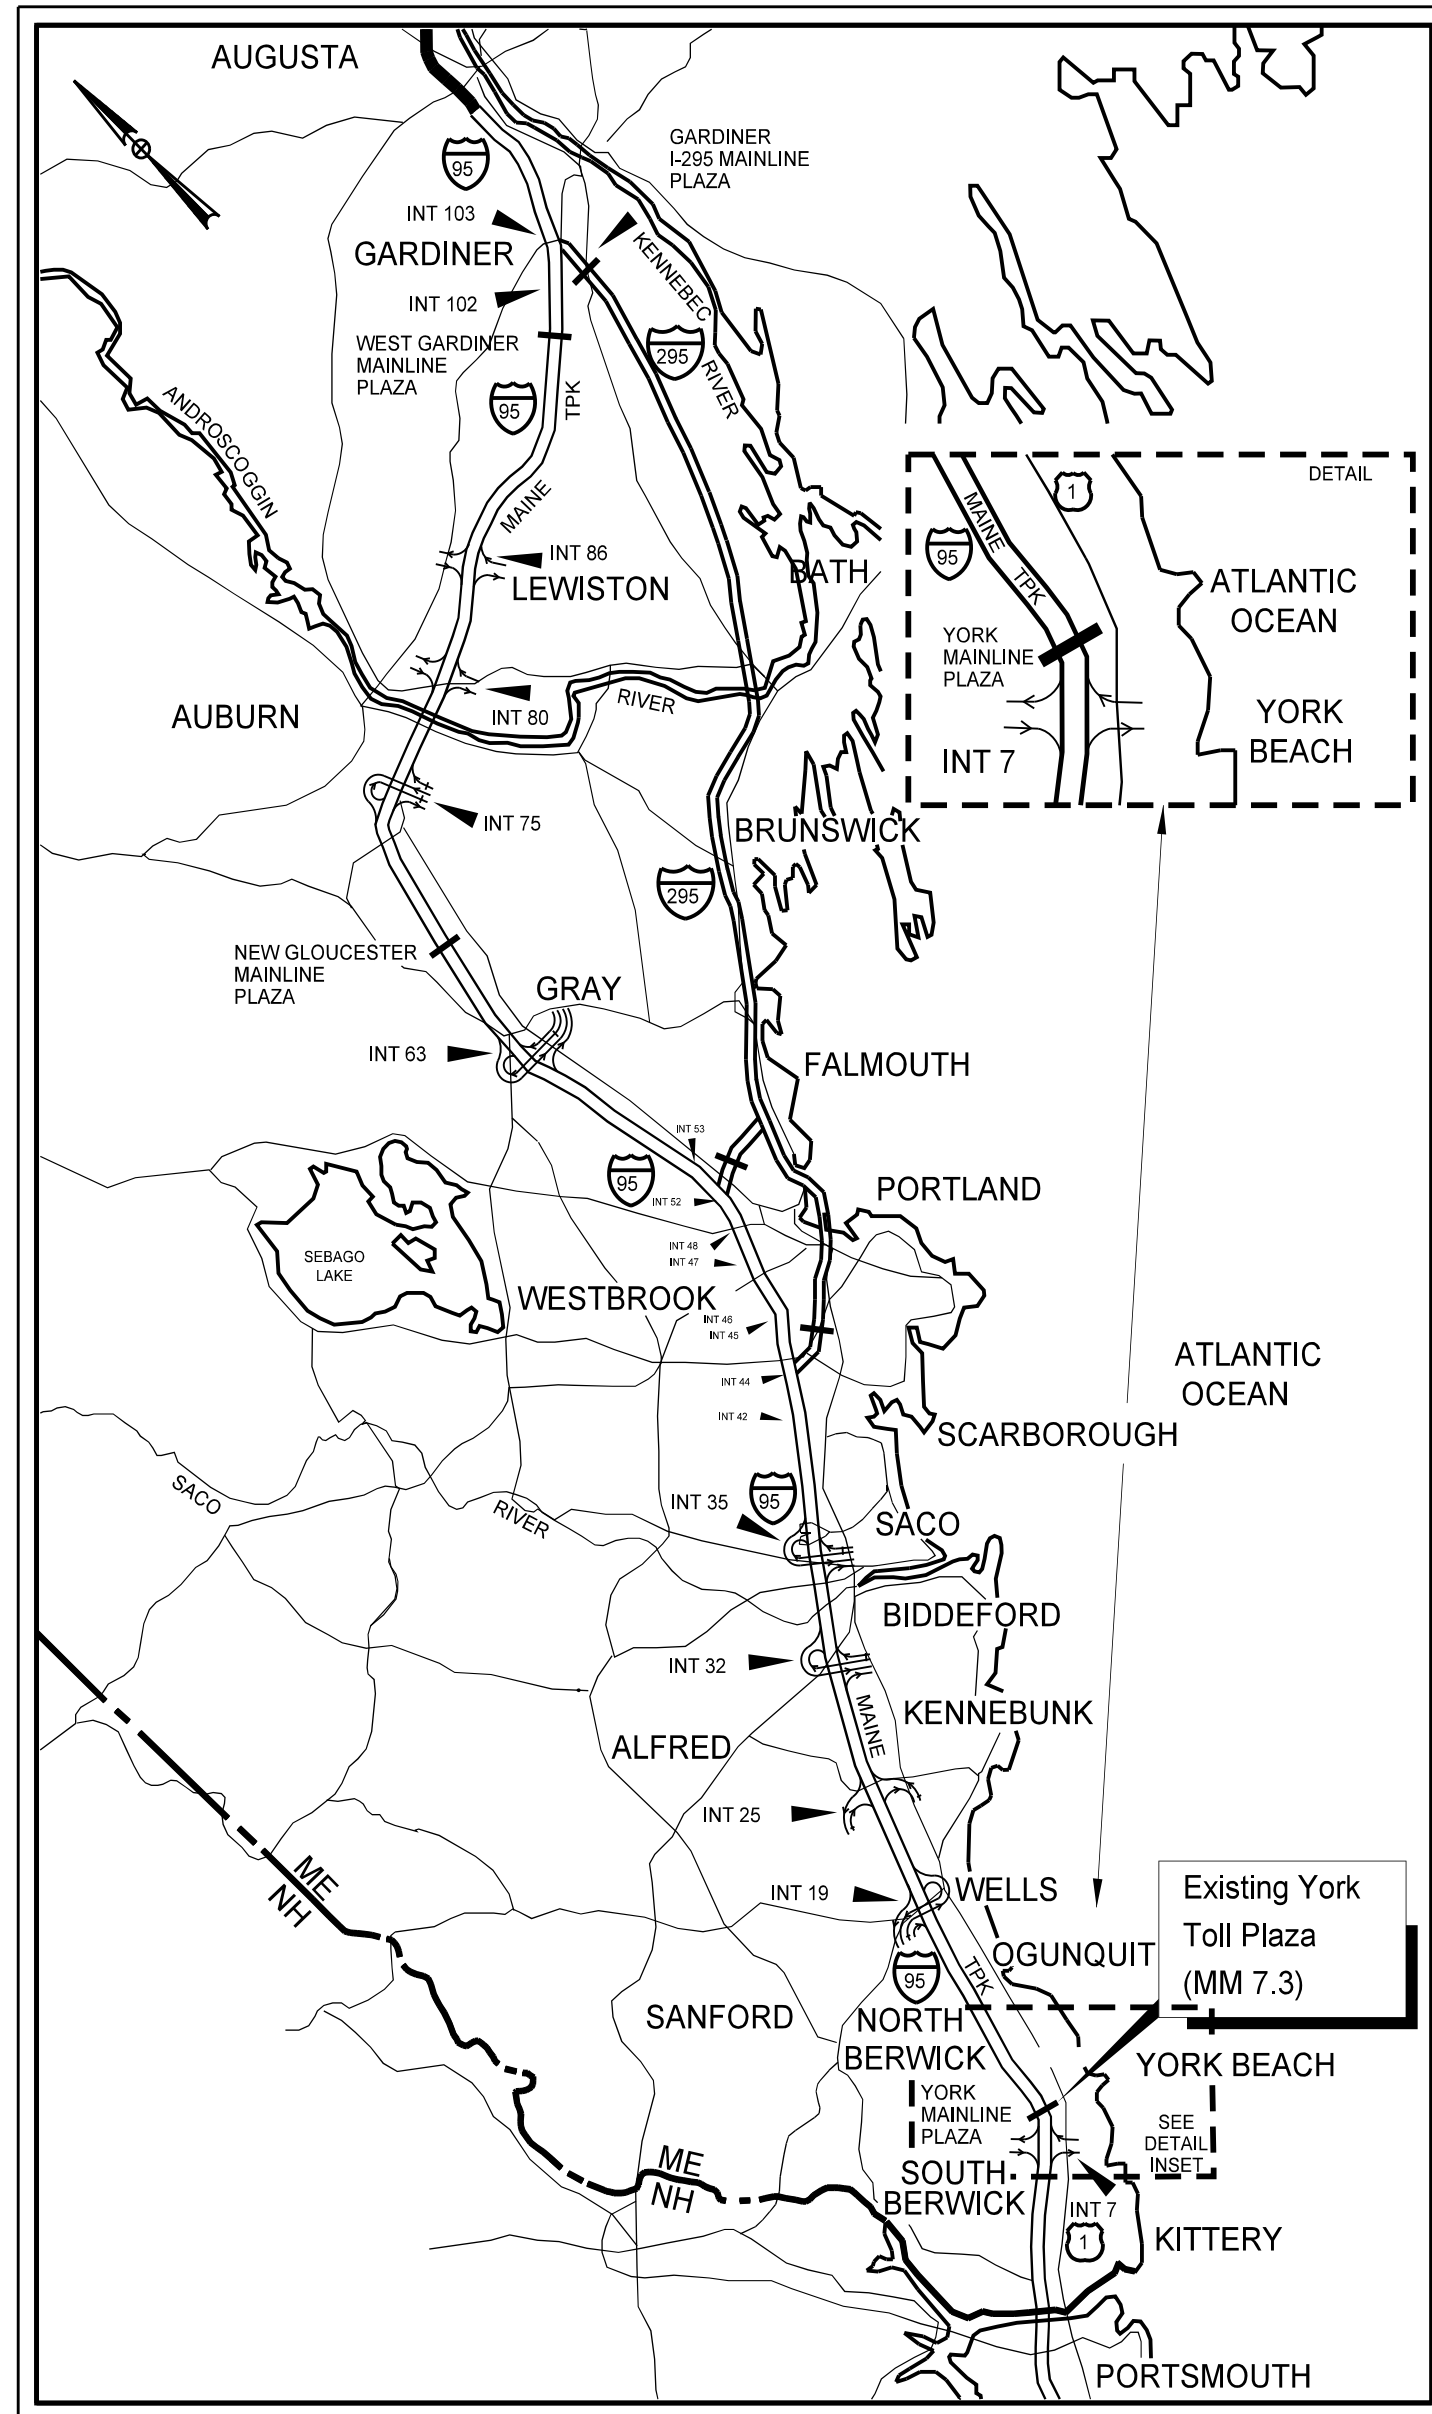 AUGUSTA
GARDINER
I-295 MAINLINE
PLAZA
95
INT 103
GARDINER
KENNEBEC
RIVER
INT 102
WEST GARDINER
MAINLINE
PLAZA
295
95
TPK
ANDROSCOGGIN
MAINE
INT 86
LEWISTON
BATH
DETAIL
1
MAINE
TPK
95
ATLANTIC
OCEAN
YORK
MAINLINE
PLAZA
YORK
BEACH
INT 7
RIVER
AUBURN
INT 80
INT 75
BRUNSWICK
295
NEW GLOUCESTER
MAINLINE
PLAZA
GRAY
INT 63
FALMOUTH
INT 53
95
INT 52
PORTLAND
INT 48
INT 47
SEBAGO
LAKE
WESTBROOK
INT 46
INT 45
ATLANTIC
OCEAN
INT 44
INT 42
SCARBOROUGH
SACO
RIVER
INT 35
95
SACO
BIDDEFORD
INT 32
MAINE
KENNEBUNK
ALFRED
INT 25
ME
NH
INT 19
WELLS
Existing York
Toll Plaza
(MM 7.3)
OGUNQUIT
TPK
95
SANFORD
NORTH
BERWICK
YORK BEACH
YORK
MAINLINE
PLAZA
SEE
DETAIL
INSET
ME
NH
SOUTH
BERWICK
INT 7
1
KITTERY
PORTSMOUTH